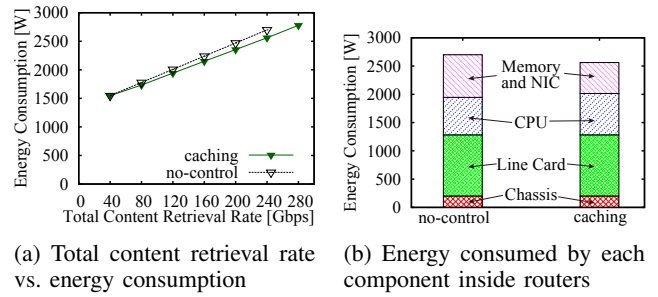 Energy Consumption [W]
3000
2500
2000
1500
1000
500
0
caching
no-control
0 40 80 120 160 200 240 280
Total Content Retrieval Rate [Gbps]
(a) Total content retrieval rate
vs. energy consumption
Energy Consumption [W]
3000
2500
2000
1500
1000
500
0
Memory
and NIC
CPU
Line Card
Chassis
no-control caching
(b) Energy consumed by each
component inside routers